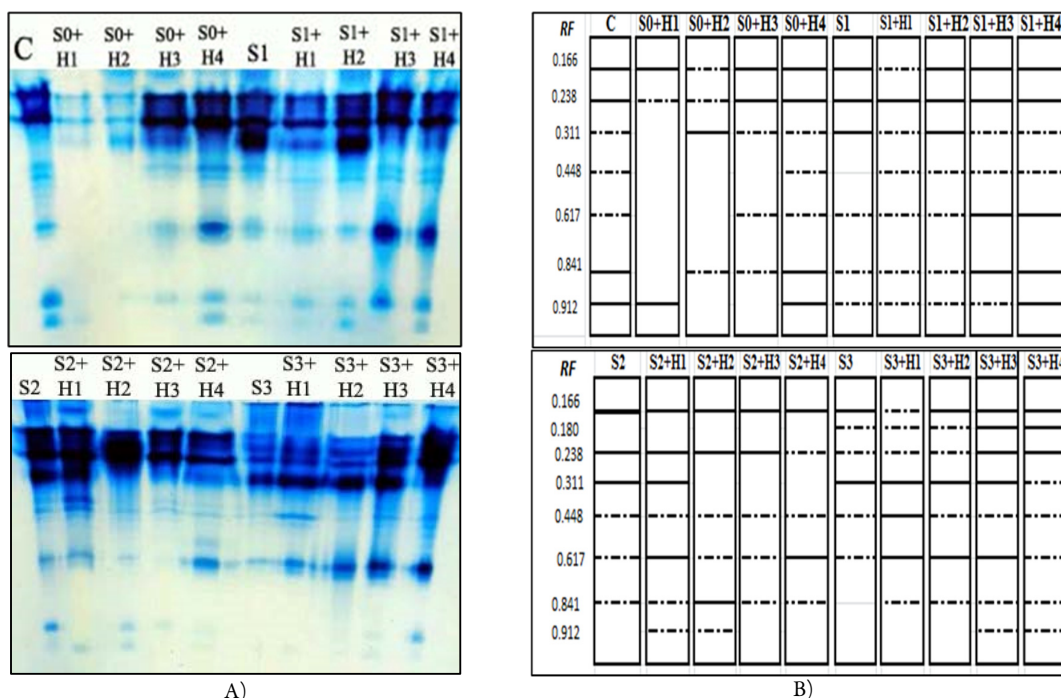 C S0+ H1 S0+ H2 S0+ H3 S0+ H4 S1 S1+ H1 S1+ H2 S1+ H3 S1+ H4
S2 S2+ H1 S2+ H2 S2+ H3 S2+ H4 S3 S3+ H1 S3+ H2 S3+ H3 S3+ H4
A)
RF C S0+H1 S0+H2 S0+H3 S0+H4 S1 S1+H1 S1+H2 S1+H3 S1+H4
0.166
0.238
0.311
0.448
0.617
0.841
0.912
RF S2 S2+H1 S2+H2 S2+H3 S2+H4 S3 S3+H1 S3+H2 S3+H3 S3+H4
0.166
0.180
0.238
0.311
0.448
0.617
0.841
0.912
B)